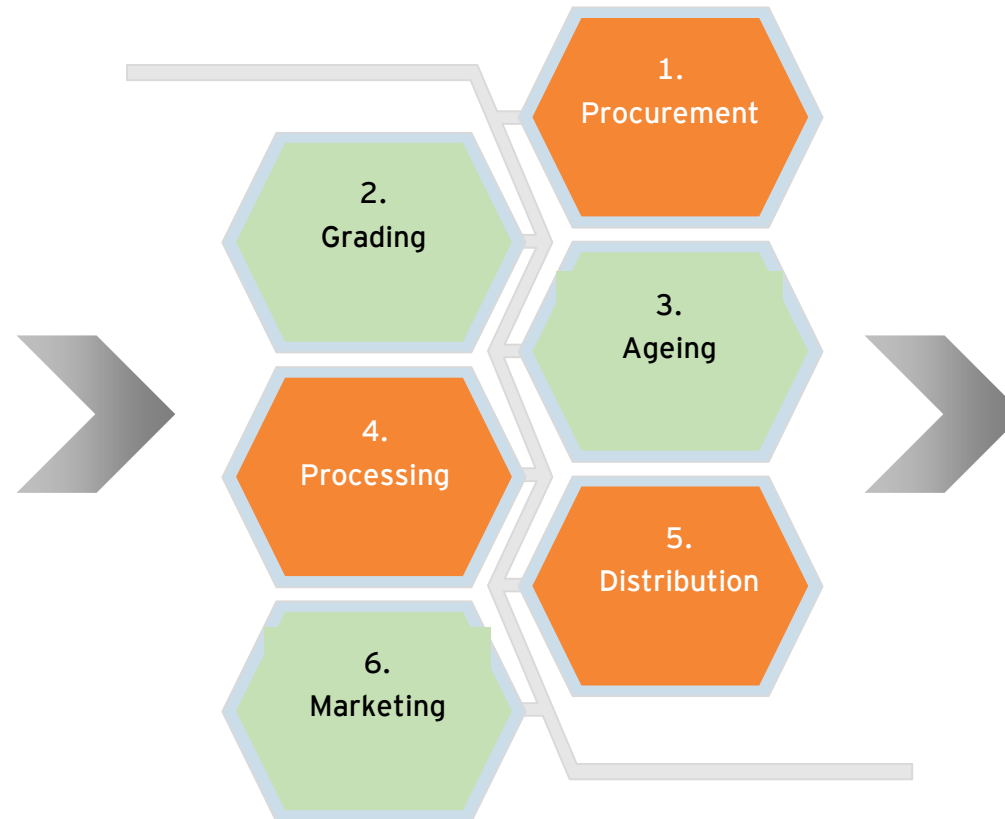 1.
Procurement
2.
Grading
3.
Ageing
4.
Processing
5.
Distribution
6.
Marketing